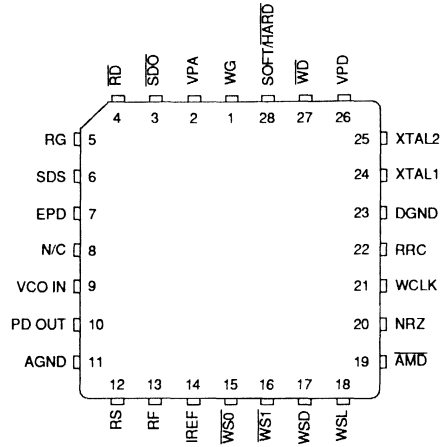 RD
SDO
VPA
WG
SOFT/HARD
WD
VPD
4 3 2 1 28 27 26
RG 5
SDS 6
EPD 7
N/C 8
VCO IN 9
PD OUT 10
AGND 11
25 XTAL2
24 XTAL1
23 DGND
22 RRC
21 WCLK
20 NRZ
19 AMD
12 13 14 15 16 17 18
RS
RF
IREF
WS0
WS1
WSD
WSL